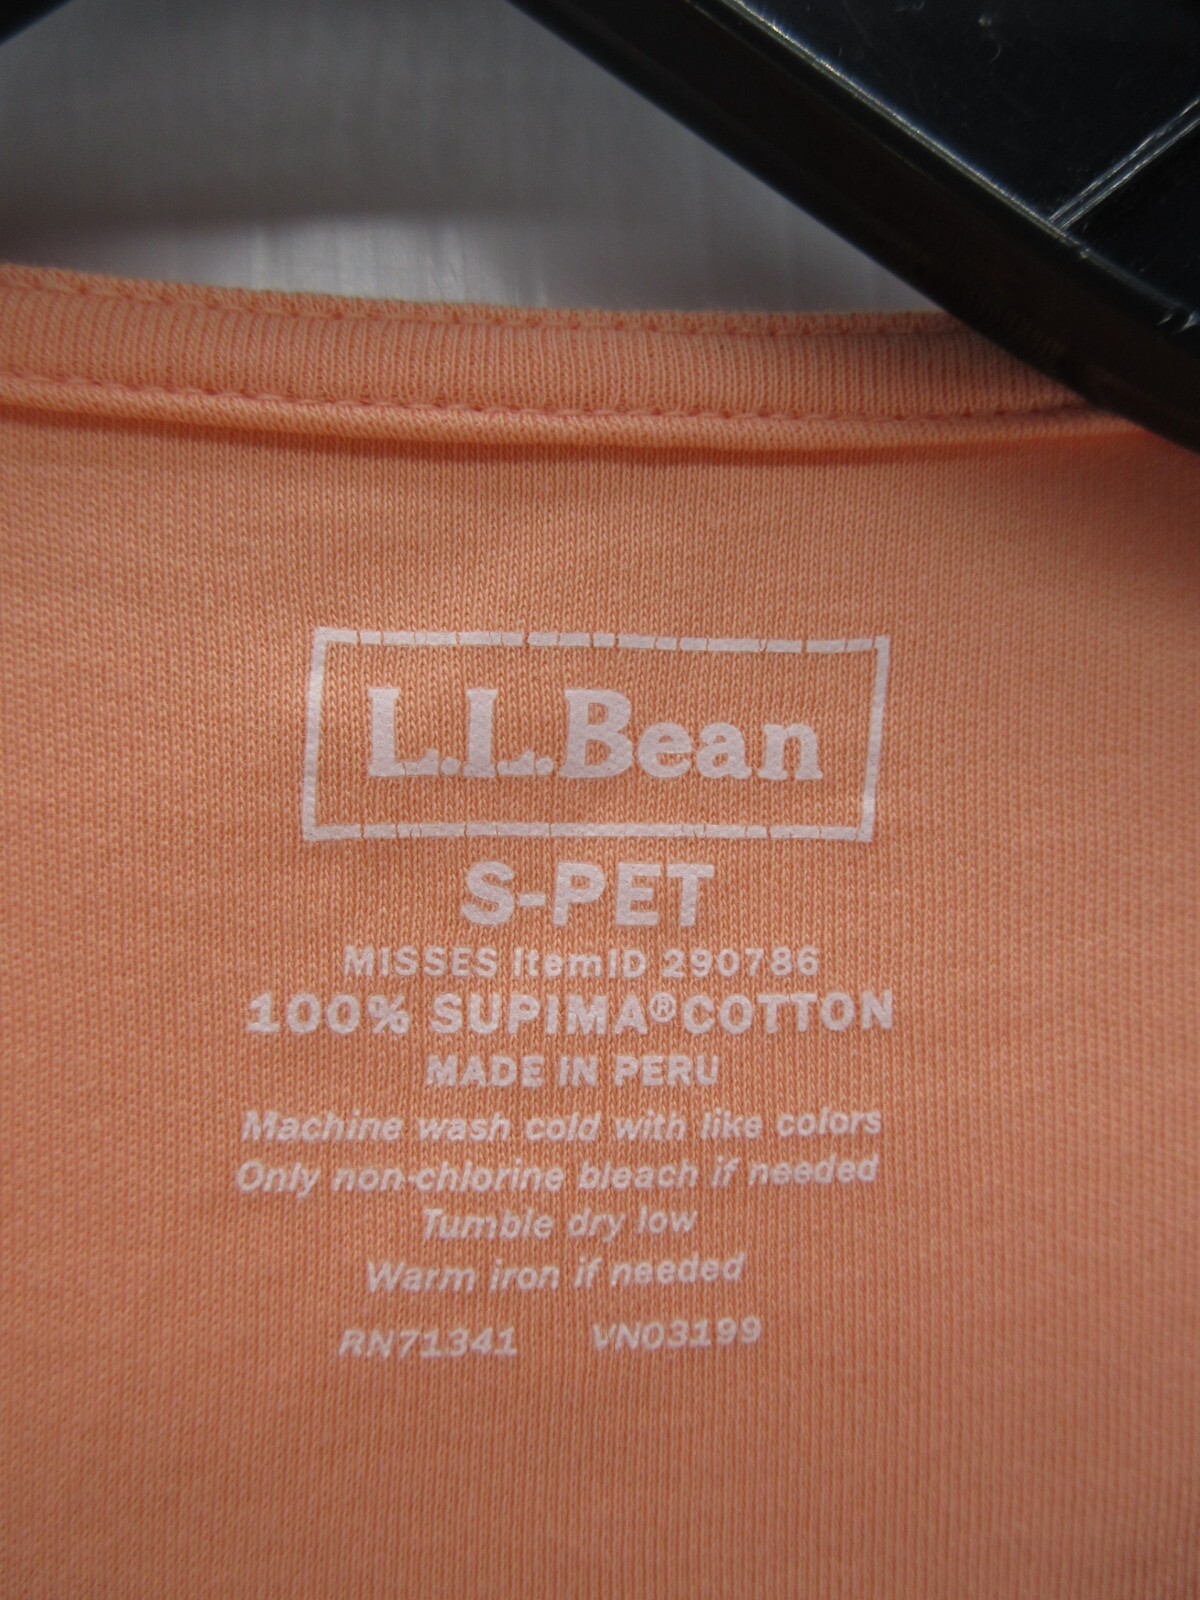 L.L.Bean
S-PET
MISSES ItemID 290786
100% SUPIMA® COTTON
MADE IN PERU
Machine wash cold with like colors
Only non-chlorine bleach if needed
Tumble dry low
Warm iron if needed
RN71341 VN03199